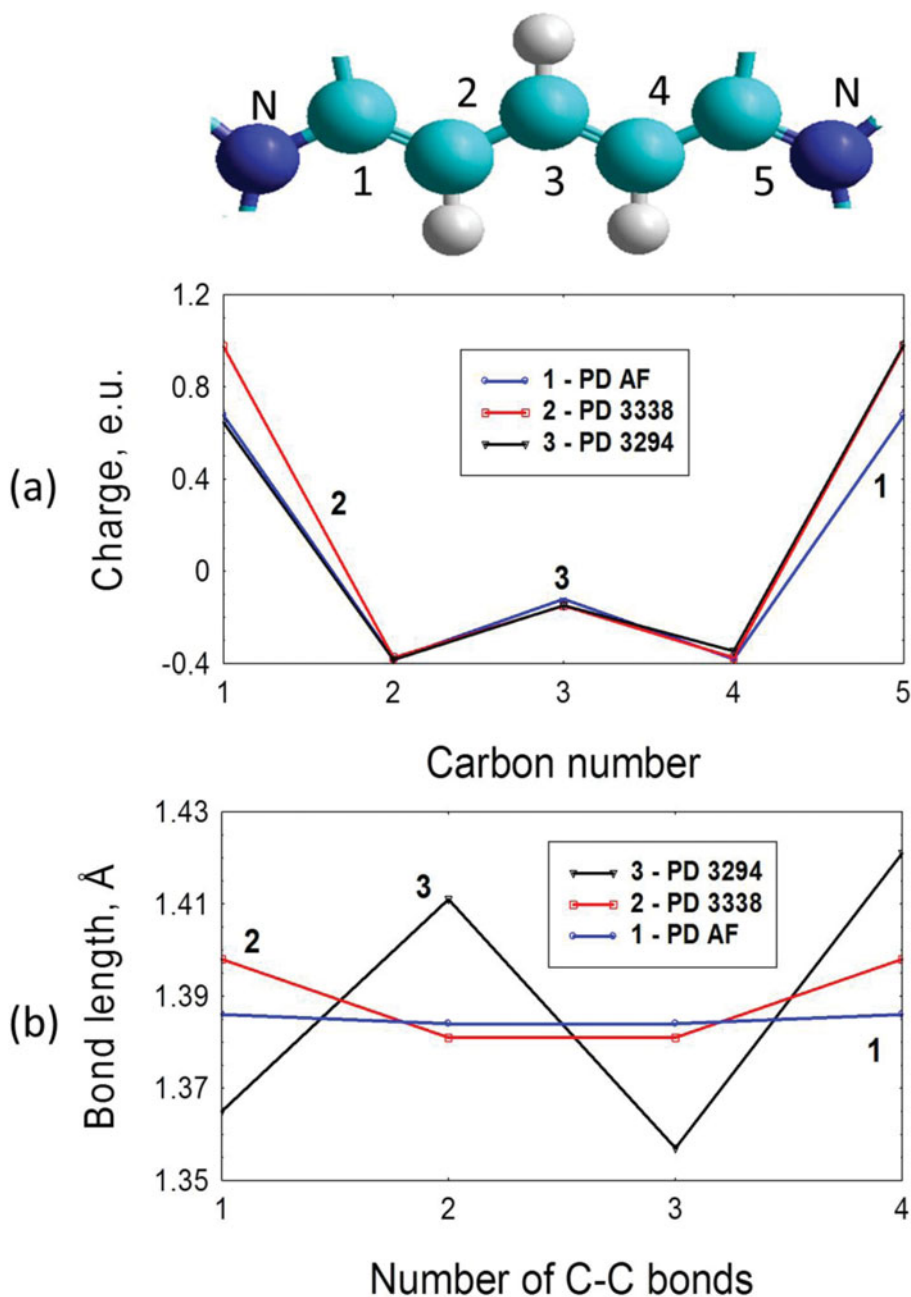 N 2 4 N
1 3 5
(a)
Charge, e.u.
1.2
0.8
0.4
0
-0.4
1 - PD AF
2 - PD 3338
3 - PD 3294
2
1
3
1 2 3 4 5
Carbon number
(b)
Bond length, Å
1.43
1.41
1.39
1.37
1.35
3 - PD 3294
2 - PD 3338
1 - PD AF
3
2
1
1 2 3 4
Number of C-C bonds